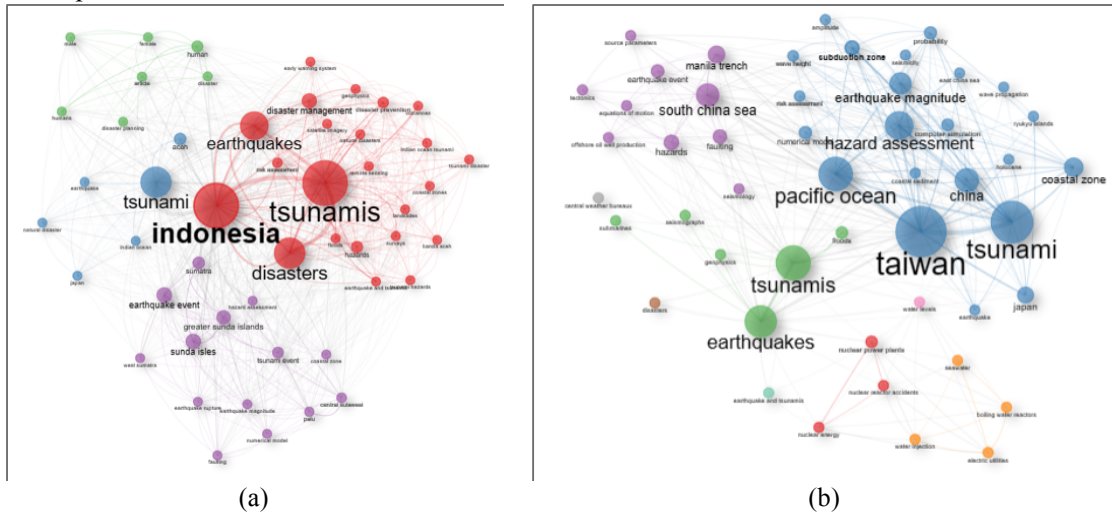 male
female
human
article
disaster
humans
disaster planning
early warning system
geophysics
disaster management
disaster prevention
satellite imagery
natural disasters
earthquakes
indian ocean tsunami
tsunami disaster
aceh
risk assessment
remote sensing
earthquake
tsunami
tsunamis
coastal zones
landslides
indonesia
natural disaster
floods
surveys
banda aceh
indian ocean
hazards
disasters
japan
sumatra
earthquake and tsunamis
tsunami hazards
earthquake event
hazard assessment
greater sunda islands
sunda isles
tsunami event
coastal zone
west sumatra
central sulawesi
earthquake rupture
earthquake magnitude
palu
numerical model
faulting
(a)
amplitude
source parameters
probability
subduction zone
manila trench
wave height
seismicity
earthquake event
east china sea
tectonics
wave propagation
south china sea
risk assessment
earthquake magnitude
equations of motion
ryukyu islands
computer simulation
numerical model
offshore oil well production
hazards
faulting
hazard assessment
holocene
coastal sediment
coastal zone
seismology
pacific ocean
china
central weather bureaus
seismographs
submarines
floods
taiwan
tsunami
geophysics
tsunamis
japan
disasters
water levels
earthquake
earthquakes
nuclear power plants
seawater
earthquake and tsunamis
nuclear reactor accidents
boiling water reactors
nuclear energy
water injection
electric utilities
(b)